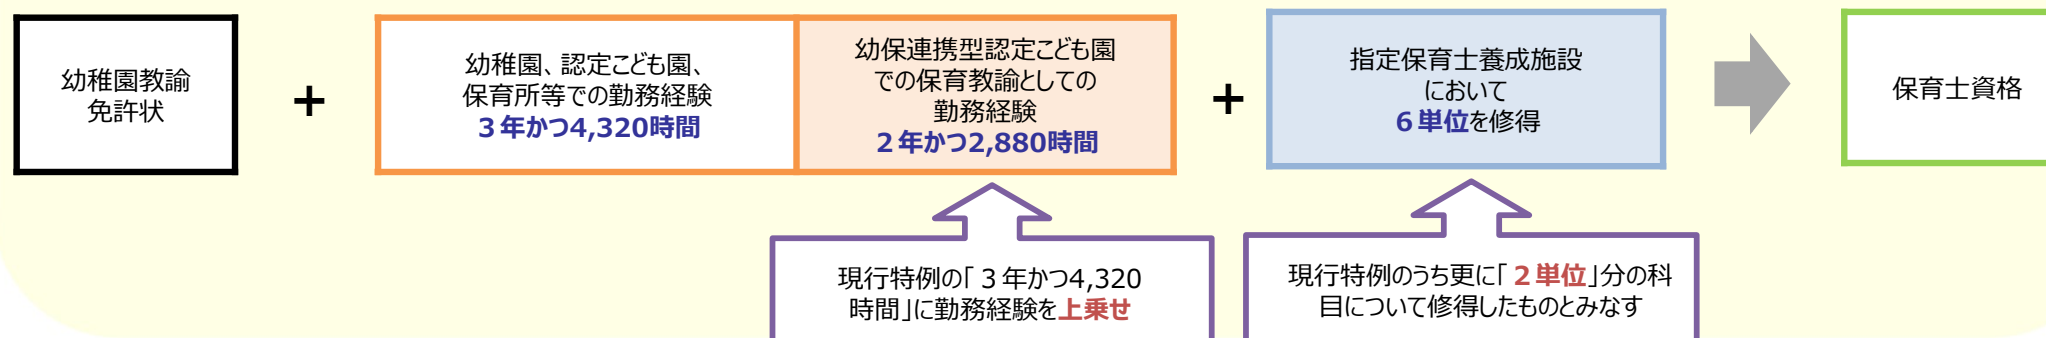 幼稚園教諭
免許状
+
幼稚園、認定こども園、
保育所等での勤務経験
３年かつ4,320時間
幼保連携型認定こども園
での保育教諭としての
勤務経験
２年かつ2,880時間
+
指定保育士養成施設
において
６単位を修得
保育士資格
現行特例の「３年かつ4,320
時間」に勤務経験を上乗せ
現行特例のうち更に「２単位」分の科
目について修得したものとみなす